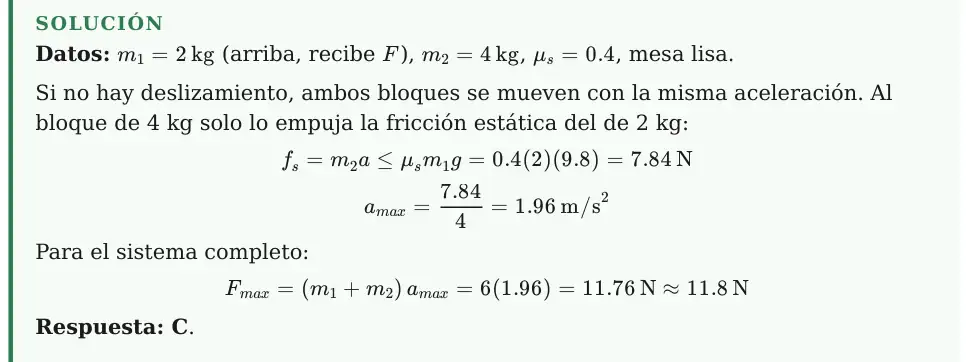 SOLUCIÓN
Datos: m₁ = 2 kg (arriba, recibe F), m₂ = 4 kg, μₛ = 0.4, mesa lisa.
Si no hay deslizamiento, ambos bloques se mueven con la misma aceleración. Al
bloque de 4 kg solo lo empuja la fricción estática del de 2 kg:
fₛ = m₂a ≤ μₛm₁g = 0.4(2)(9.8) = 7.84 N
a_max = 7.84/4 = 1.96 m/s²
Para el sistema completo:
F_max = (m₁ + m₂) a_max = 6(1.96) = 11.76 N ≈ 11.8 N
Respuesta: C.